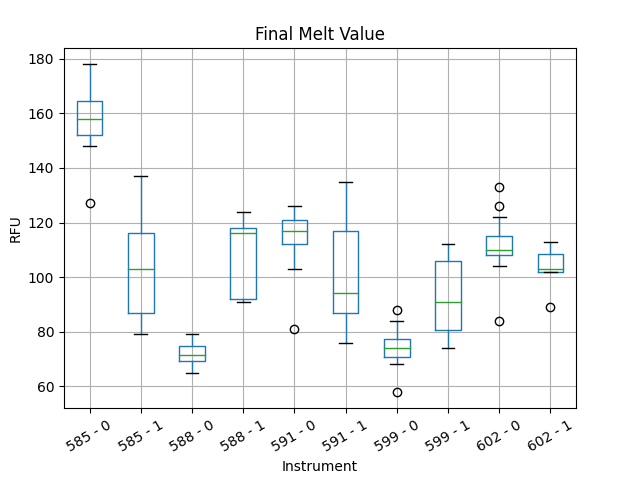 Final Melt Value
180
160
140
120
100
80
60
RFU
585 - 0
585 - 1
588 - 0
588 - 1
591 - 0
591 - 1
599 - 0
599 - 1
602 - 0
602 - 1
Instrument